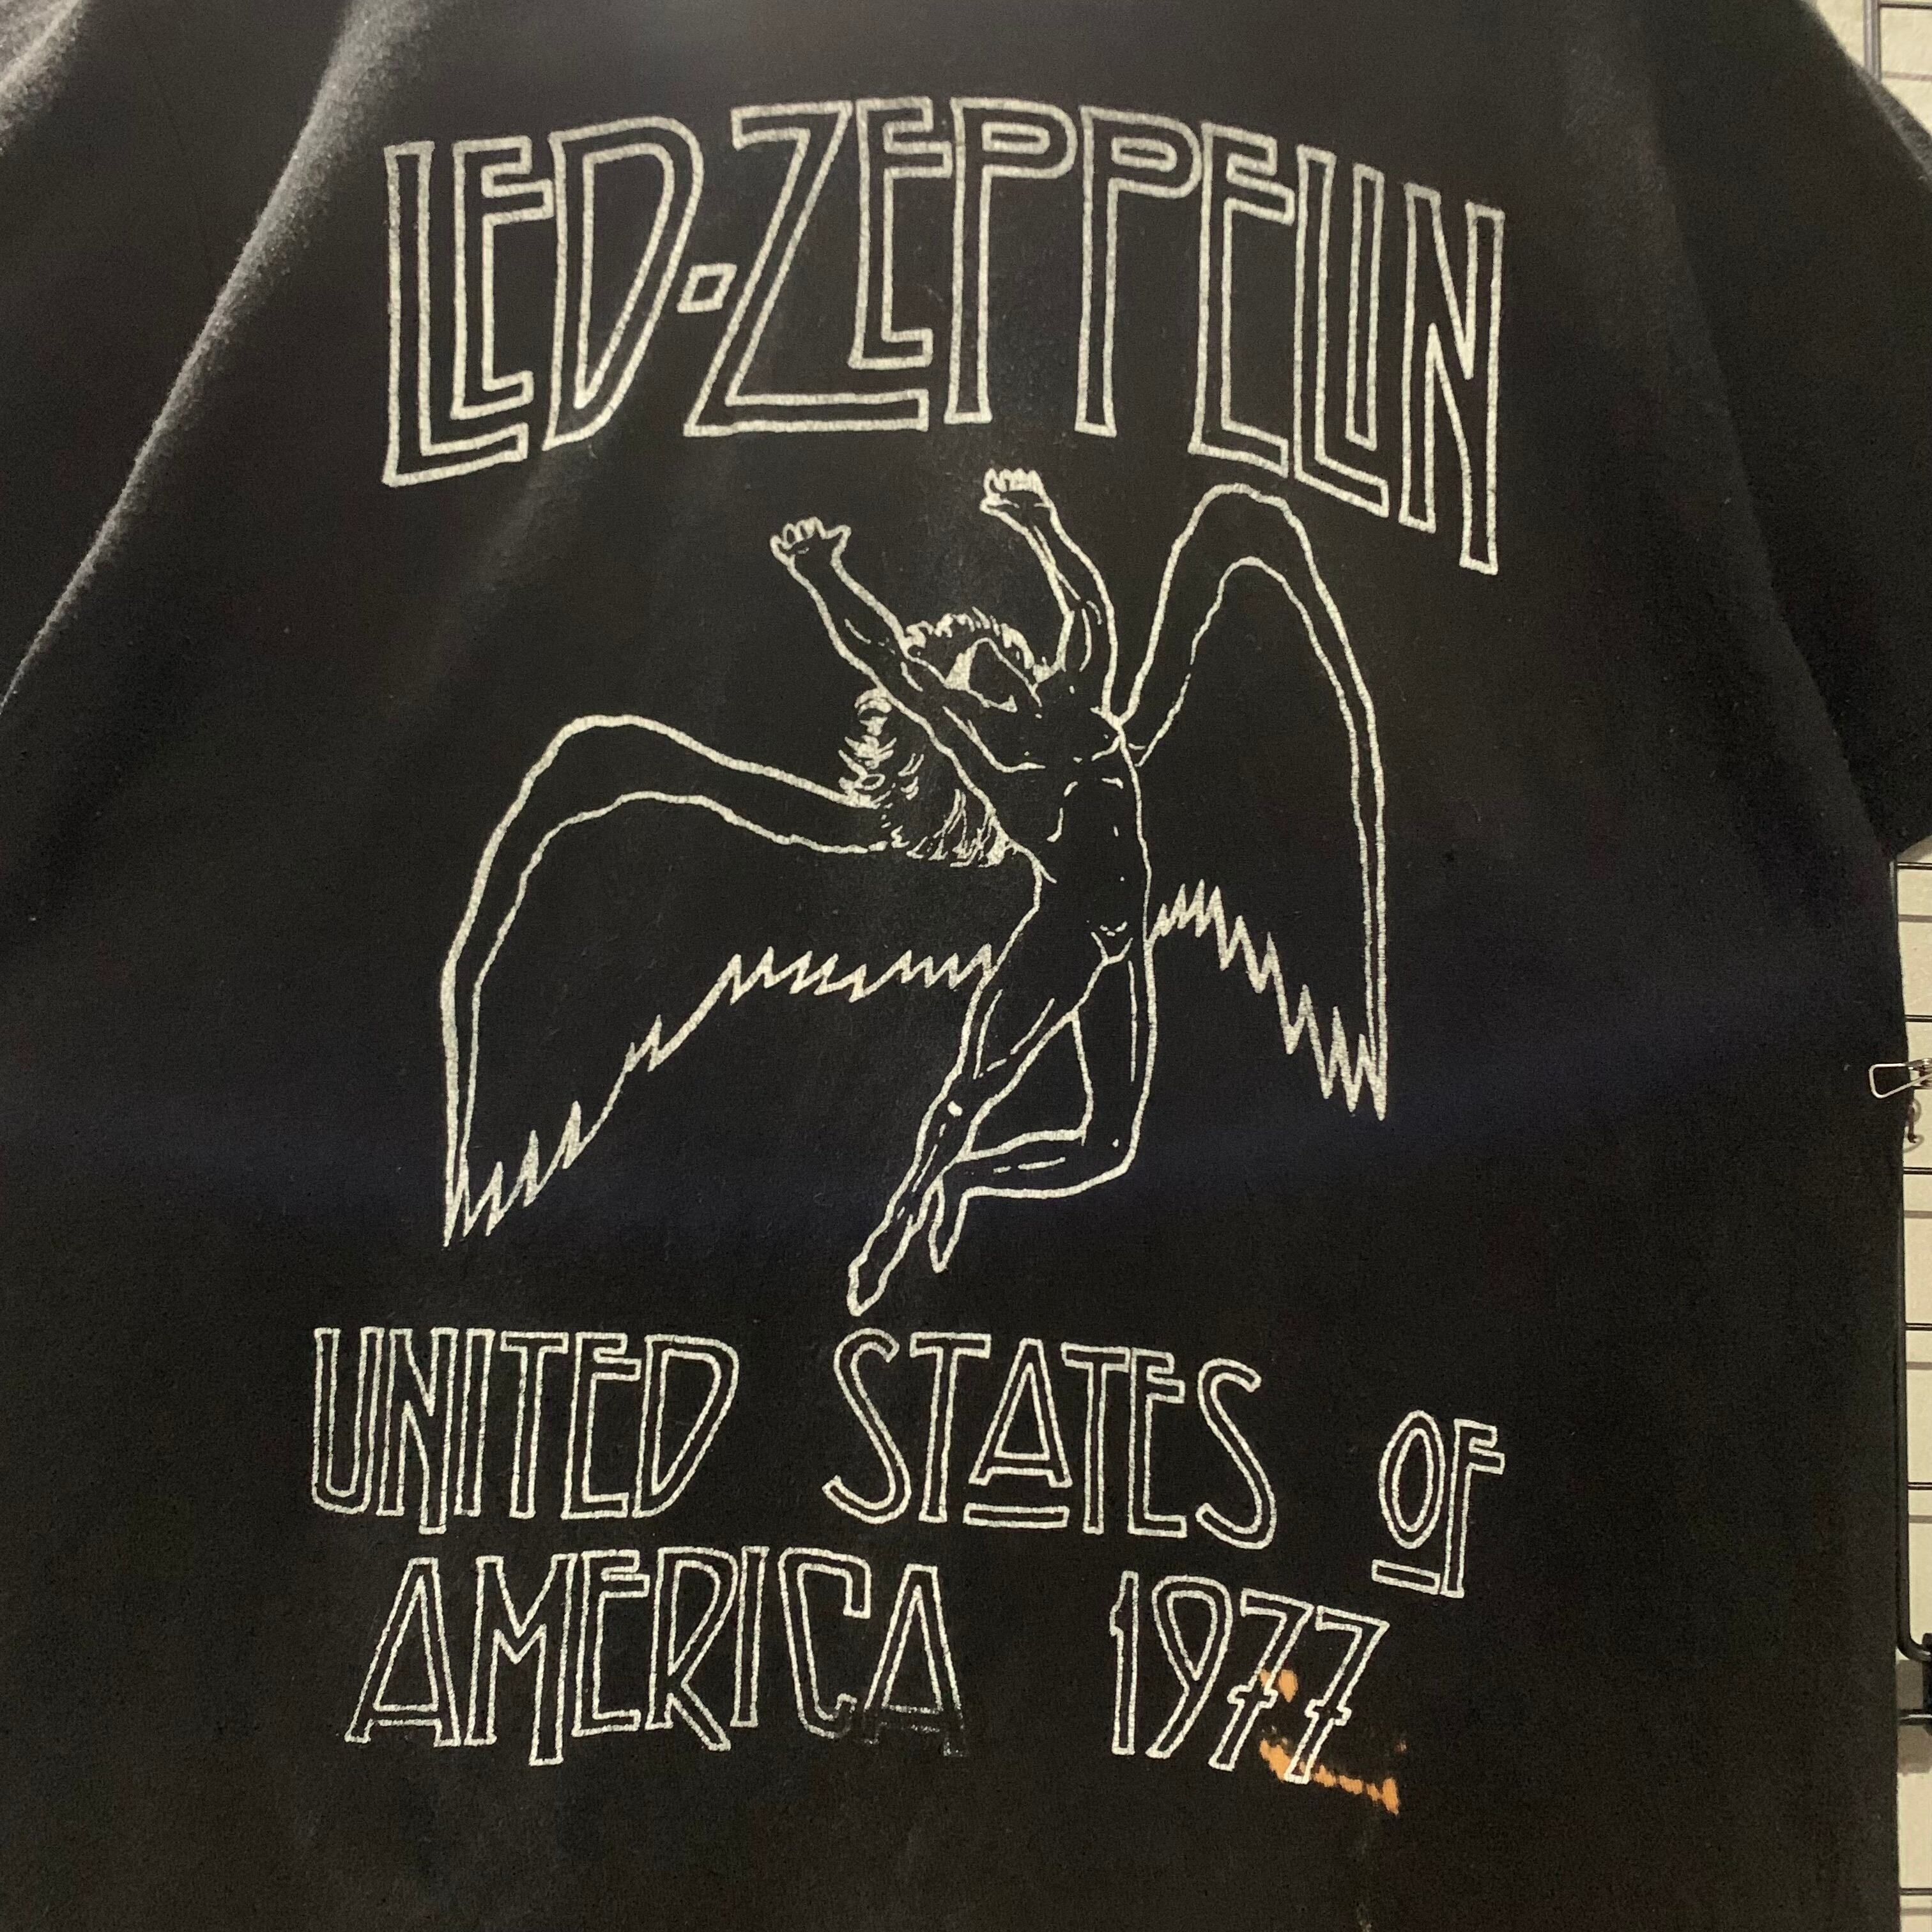 LED-ZEPPELIN
UNITED STATES OF
AMERICA 1977